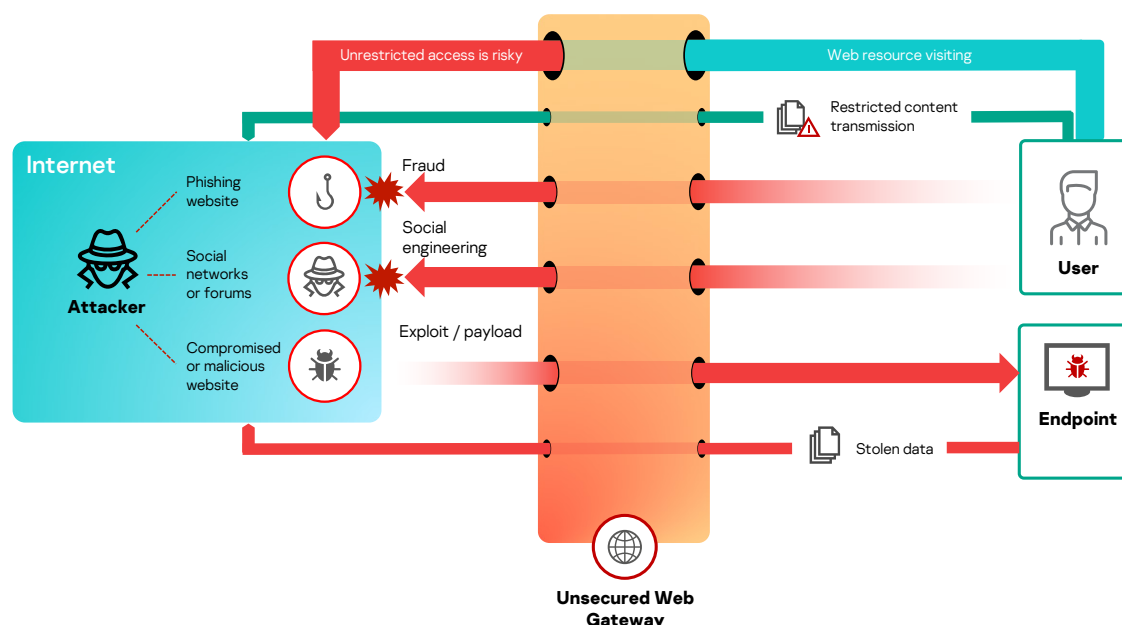 Unrestricted access is risky
Web resource visiting
Restricted content
transmission
Internet
Phishing
website
Social
networks
or forums
Attacker
Compromised
or malicious
website
Fraud
Social
engineering
Exploit / payload
User
Endpoint
Stolen data
Unsecured Web
Gateway